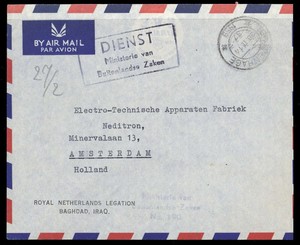 BY AIR MAIL
PAR AVION
DIENST
Ministerie van
Buitenlandse Zaken
27/2
Electro-Technische Apparaten Fabriek
Neditron,
Minervalaan 13,
AMSTERDAM
Holland
ROYAL NETHERLANDS LEGATION
BAGHDAD, IRAQ.